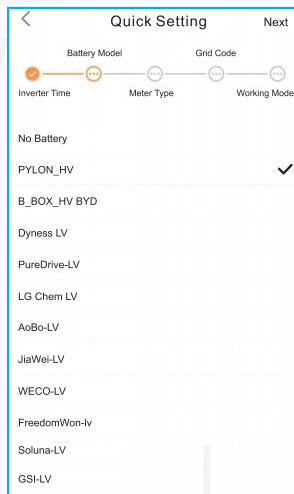 Quick Setting Next
Battery Model Grid Code
Inverter Time Meter Type Working Mode
No Battery
PYLON_HV
B_BOX_HV BYD
Dyness LV
PureDrive-LV
LG Chem LV
AoBo-LV
JiaWei-LV
.WECO-LV
.FreedomWon-lv
Soluna-LV
GSI-LV